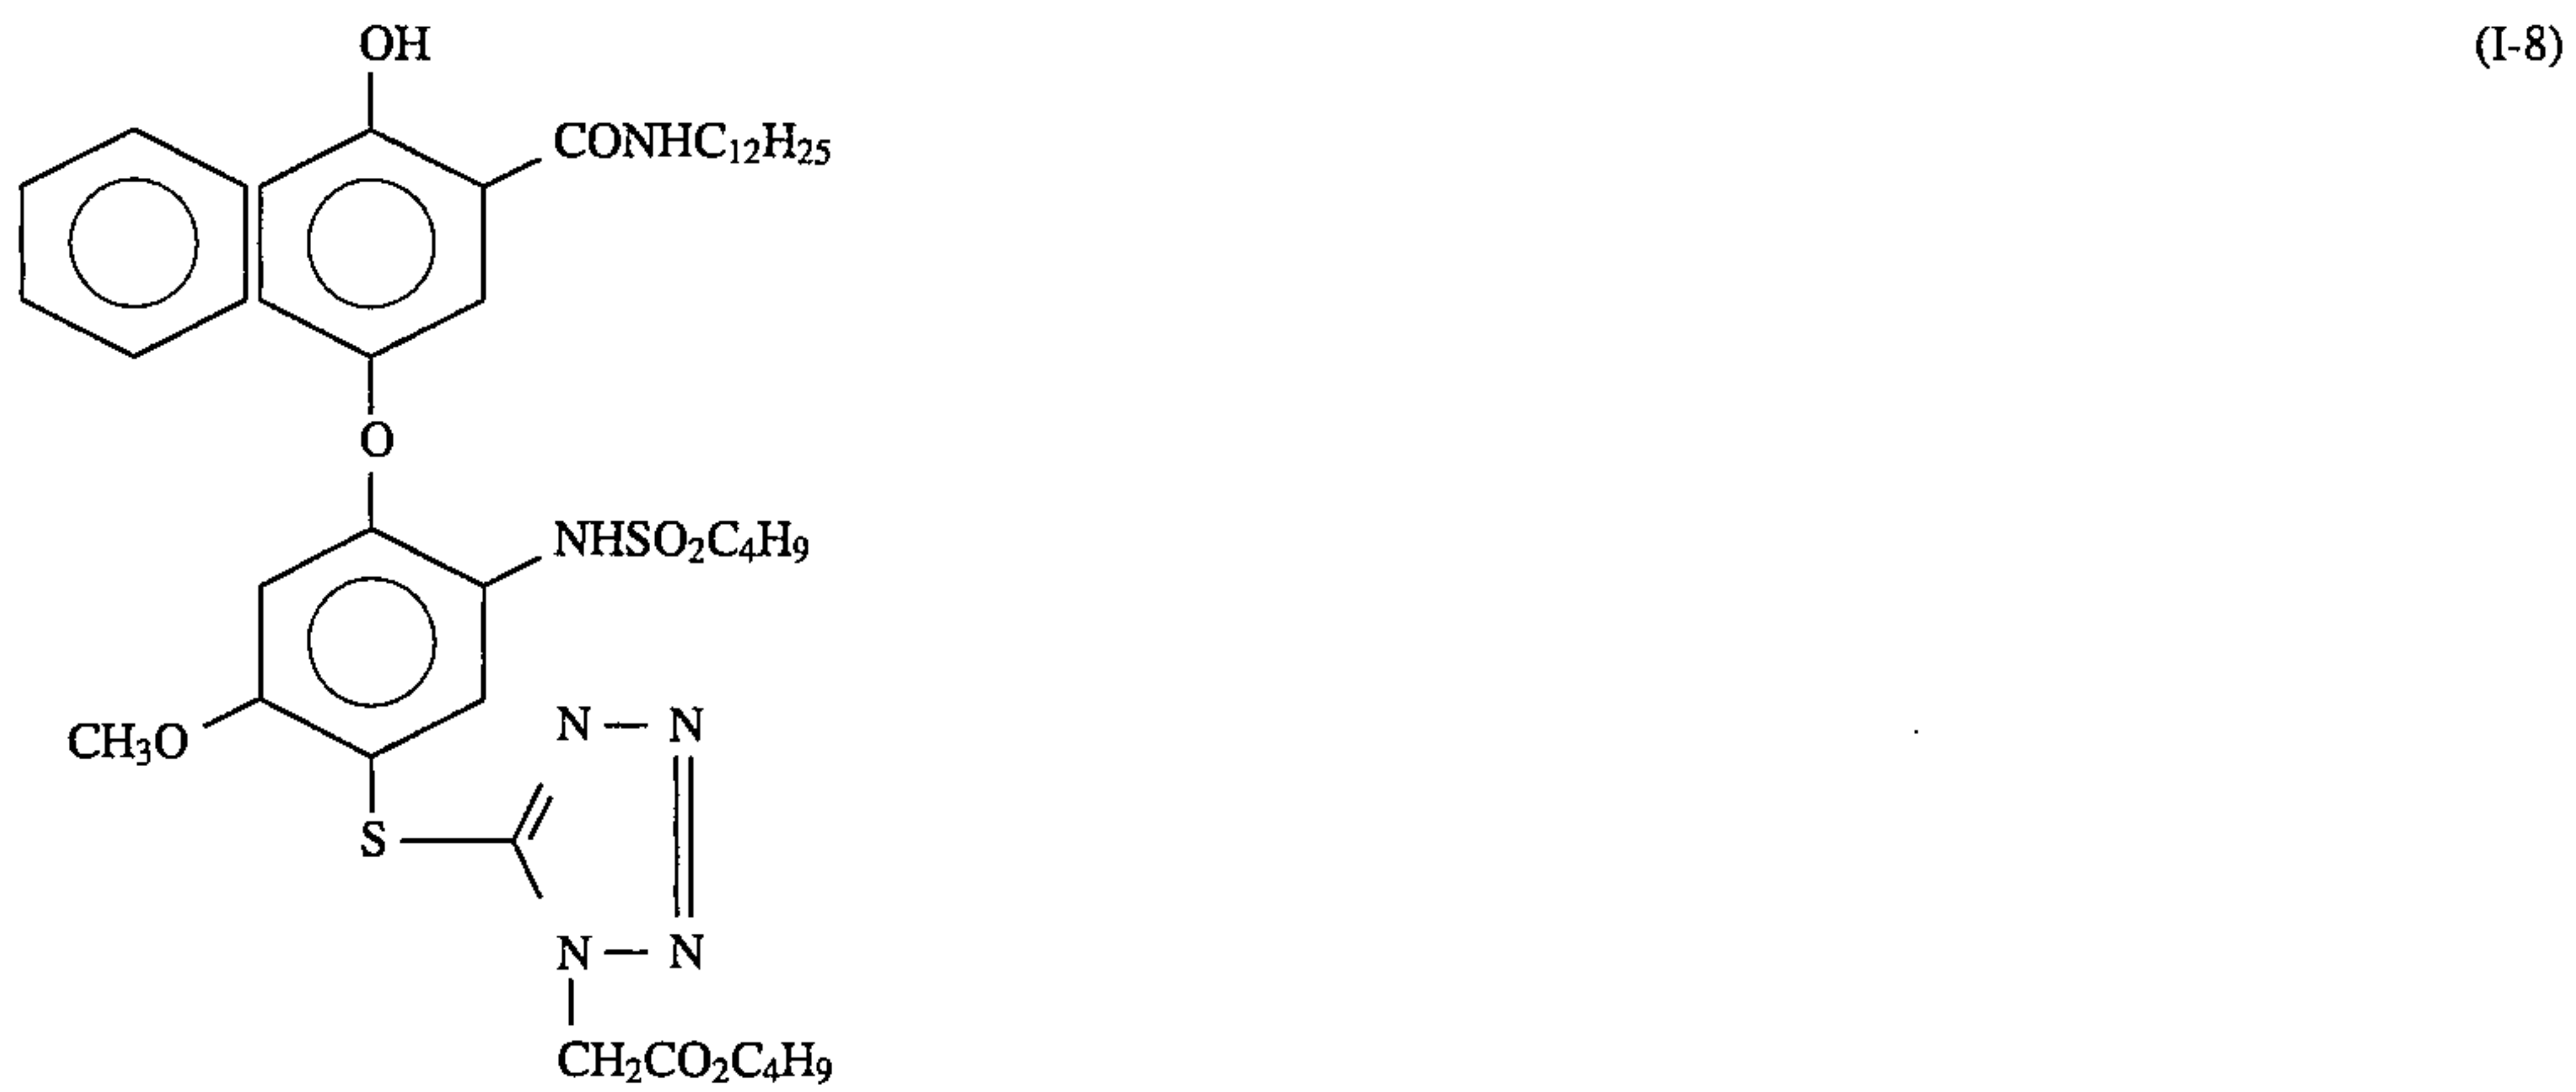 OH (I-8)
CONHC₁₂H₂₅
O
NHSO₂C₄H₉
N — N
CH₃O
S
N — N
CH₂CO₂C₄H₉